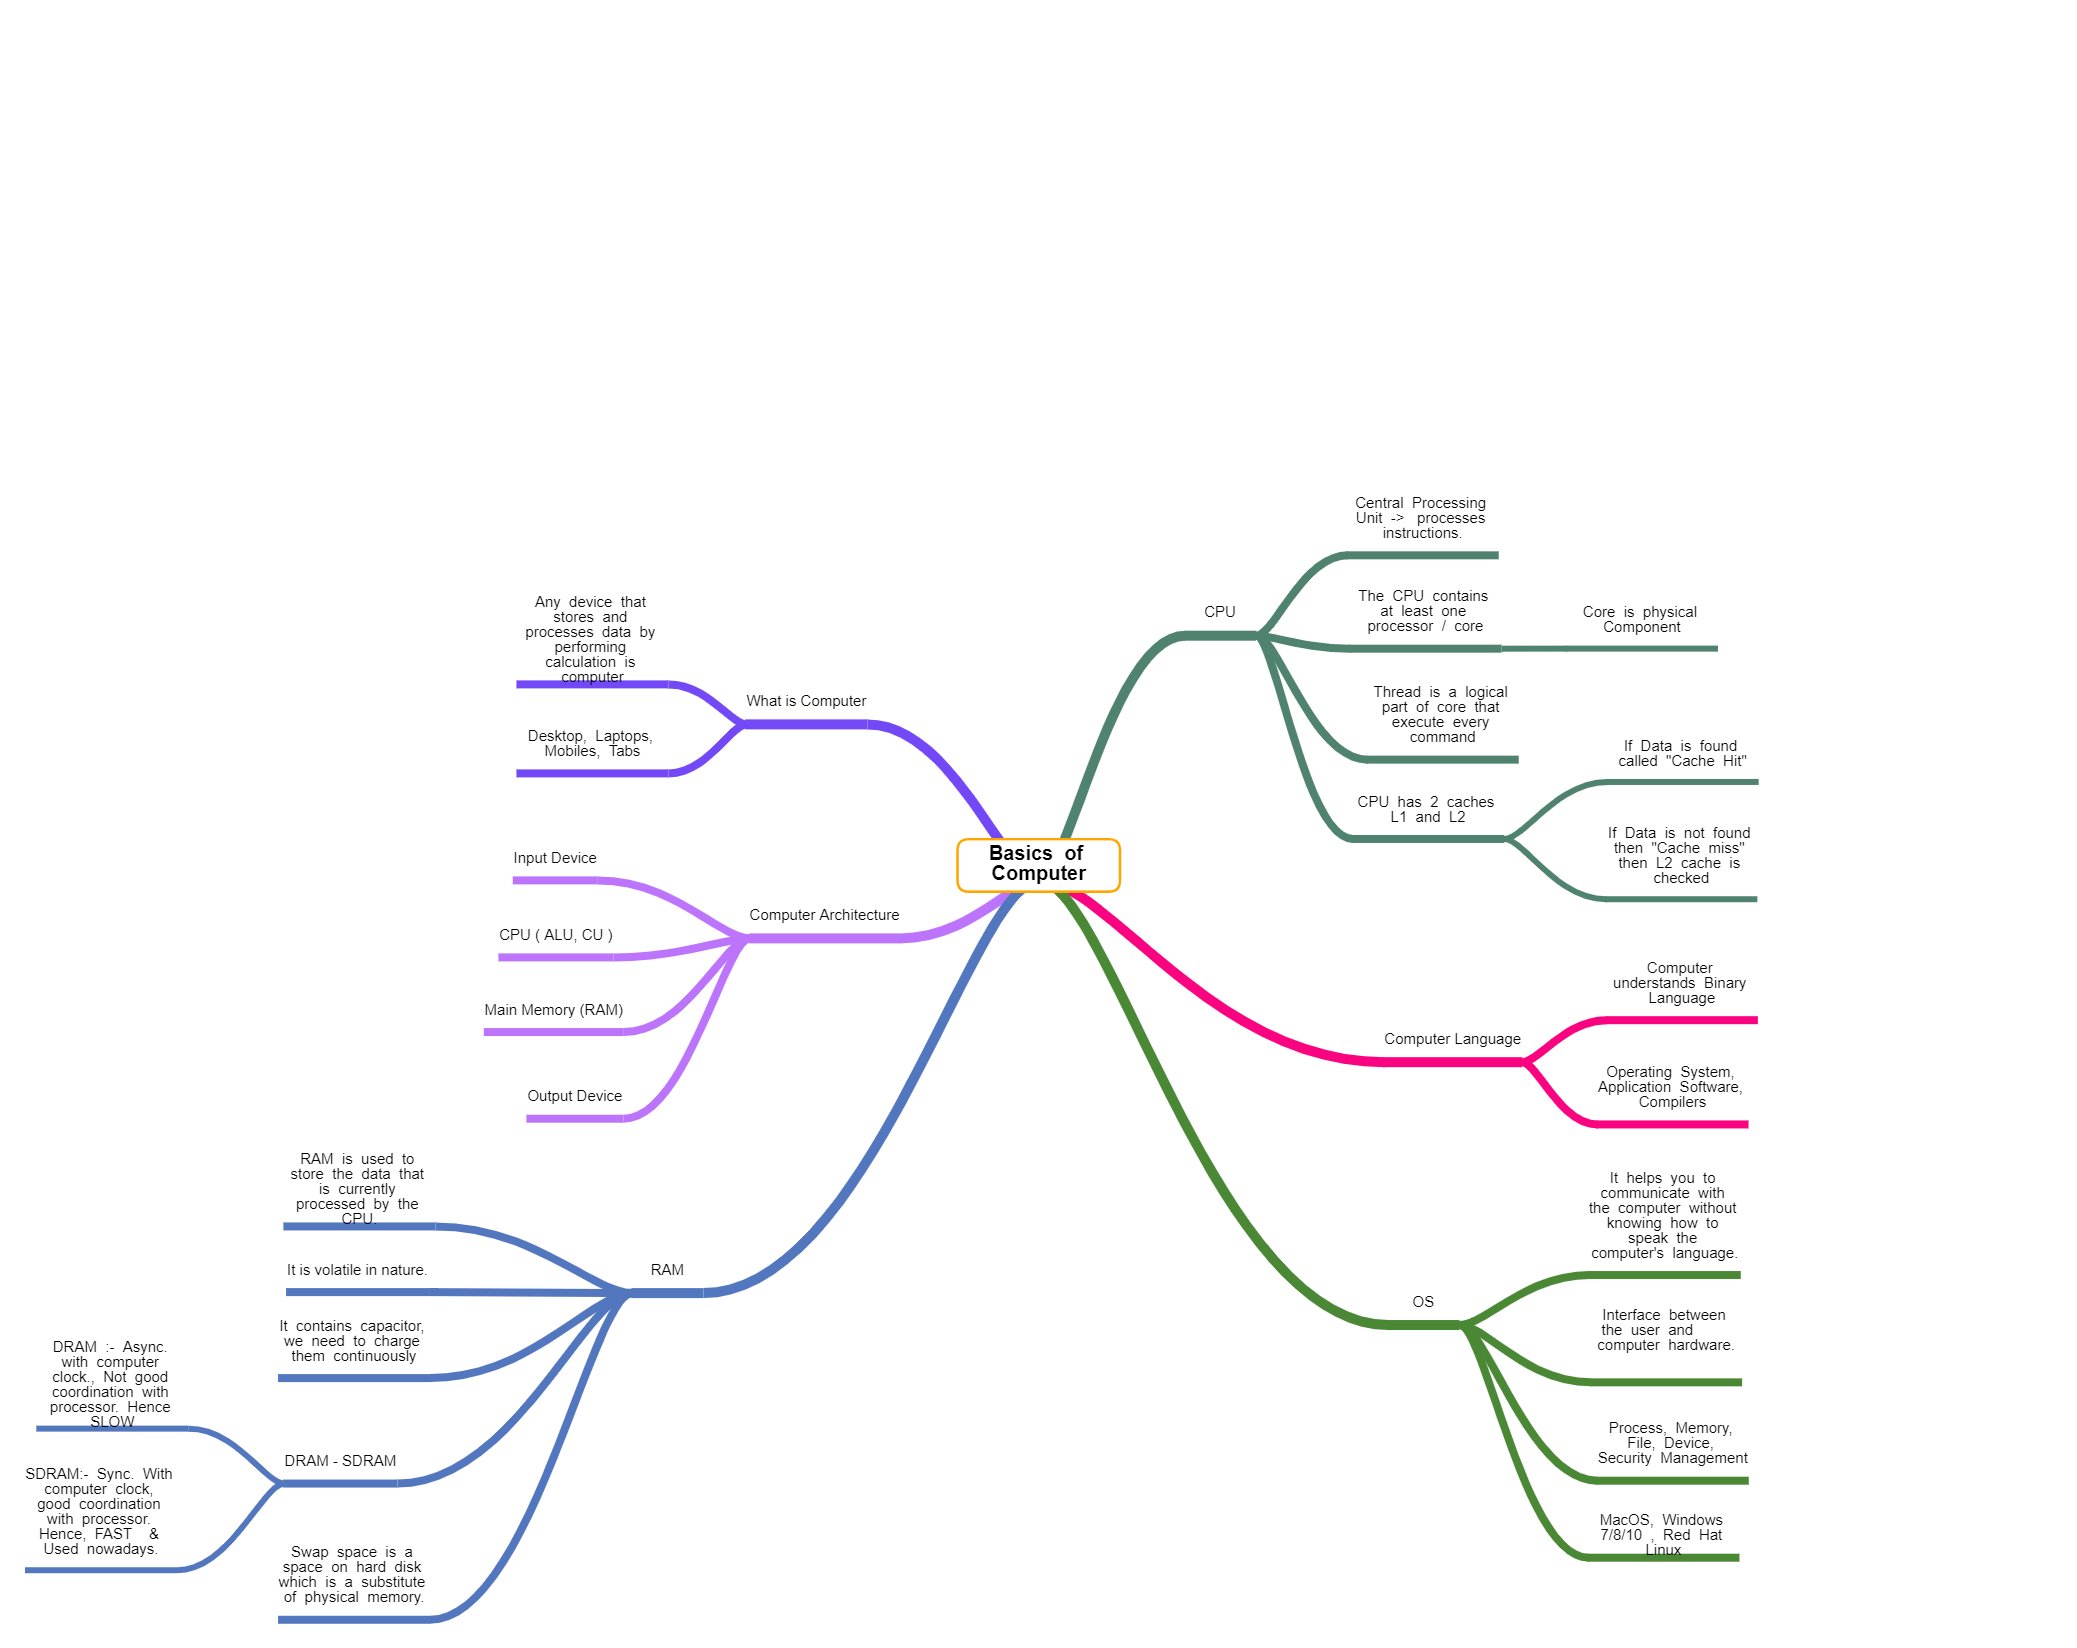 Basics of
Computer
CPU
Central Processing
Unit -> processes
instructions.
The CPU contains
at least one
processor / core
Core is physical
Component
Thread is a logical
part of core that
execute every
command
CPU has 2 caches
L1 and L2
If Data is found
called "Cache Hit"
If Data is not found
then "Cache miss"
then L2 cache is
checked
Computer Language
Computer
understands Binary
Language
Operating System,
Application Software,
Compilers
OS
It helps you to
communicate with
the computer without
knowing how to
speak the
computer's language.
Interface between
the user and
computer hardware.
Process, Memory,
File, Device,
Security Management
MacOS, Windows
7/8/10 , Red Hat
Linux
What is Computer
Any device that
stores and
processes data by
performing
calculation is
computer
Desktop, Laptops,
Mobiles, Tabs
Computer Architecture
Input Device
CPU ( ALU, CU )
Main Memory (RAM)
Output Device
RAM
RAM is used to
store the data that
is currently
processed by the
CPU.
It is volatile in nature.
It contains capacitor,
we need to charge
them continuously
DRAM - SDRAM
DRAM :- Async.
with computer
clock., Not good
coordination with
processor. Hence
SLOW
SDRAM:- Sync. With
computer clock,
good coordination
with processor.
Hence, FAST &
Used nowadays.
Swap space is a
space on hard disk
which is a substitute
of physical memory.